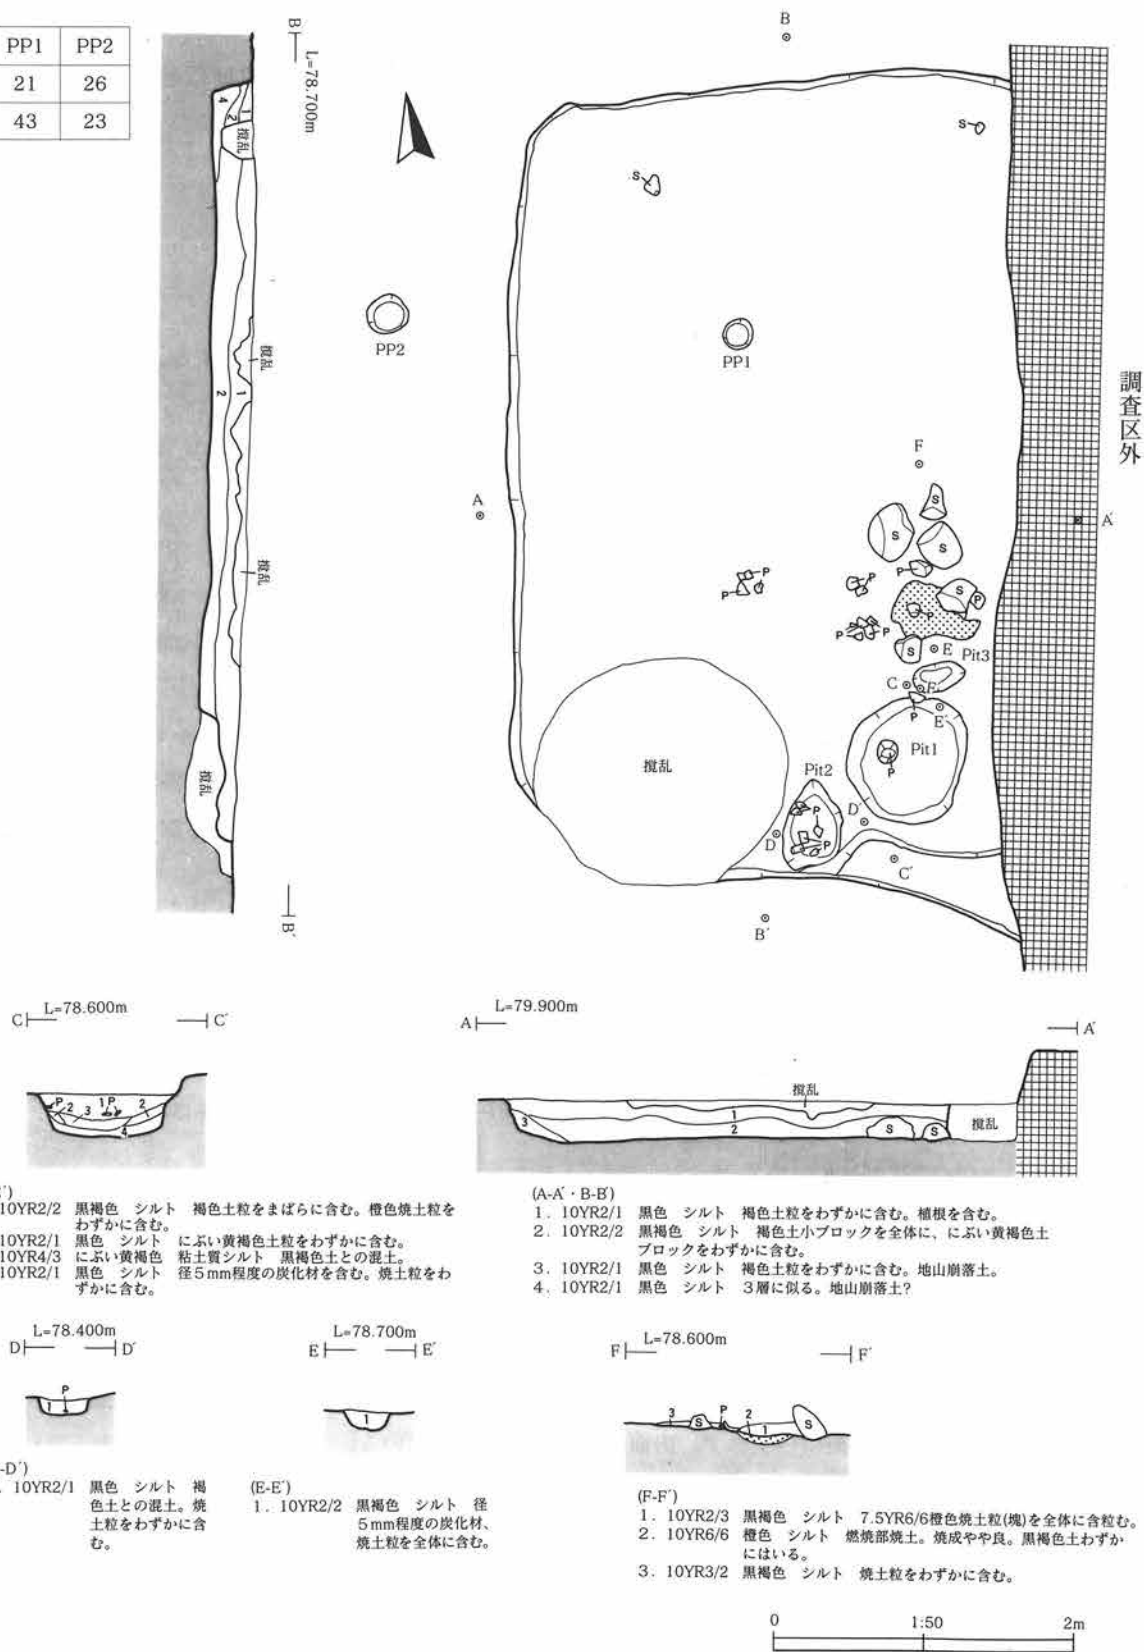 PP1 PP2
21 26
43 23
B
L=78.700m
4
2
1
撹乱
撹乱
2
1
撹乱
撹乱
B´
B
S
S
PP2
PP1
調査区外
F
A
A´
S
S
S
P
P
P
P
S
P
P
P
P
S
E
Pit3
C
F´
P
E´
Pit1
P
撹乱
Pit2
P
P
D
D´
C´
B´
C L=78.600m C´
P 2 3 1 P 2
4
A L=79.900m A´
撹乱
1
3 2 S S 撹乱
´)
10YR2/2 黒褐色 シルト 褐色土粒をまばらに含む。橙色焼土粒を
わずかに含む。
10YR2/1 黒色 シルト にぶい黄褐色土粒をわずかに含む。
10YR4/3 にぶい黄褐色 粘土質シルト 黒褐色土との混土。
10YR2/1 黒色 シルト 径5mm程度の炭化材を含む。焼土粒をわ
ずかに含む。
(A-A´・B-B´)
1. 10YR2/1 黒色 シルト 褐色土粒をわずかに含む。植根を含む。
2. 10YR2/2 黒褐色 シルト 褐色土小ブロックを全体に、にぶい黄褐色土
ブロックをわずかに含む。
3. 10YR2/1 黒色 シルト 褐色土粒をわずかに含む。地山崩落土。
4. 10YR2/1 黒色 シルト 3層に似る。地山崩落土?
D L=78.400m D´
P
1
E L=78.700m E´
1
F L=78.600m F´
3 S P 2 1 S
-D´)
. 10YR2/1 黒色 シルト 褐
色土との混土。焼
土粒をわずかに含
む。
(E-E´)
1. 10YR2/2 黒褐色 シルト 径
5mm程度の炭化材、
焼土粒を全体に含む。
(F-F´)
1. 10YR2/3 黒褐色 シルト 7.5YR6/6橙色焼土粒(塊)を全体に含粒む。
2. 10YR6/6 橙色 シルト 燃焼部焼土。焼成やや良。黒褐色土わずか
にはいる。
3. 10YR3/2 黒褐色 シルト 焼土粒をわずかに含む。
0 1:50 2m